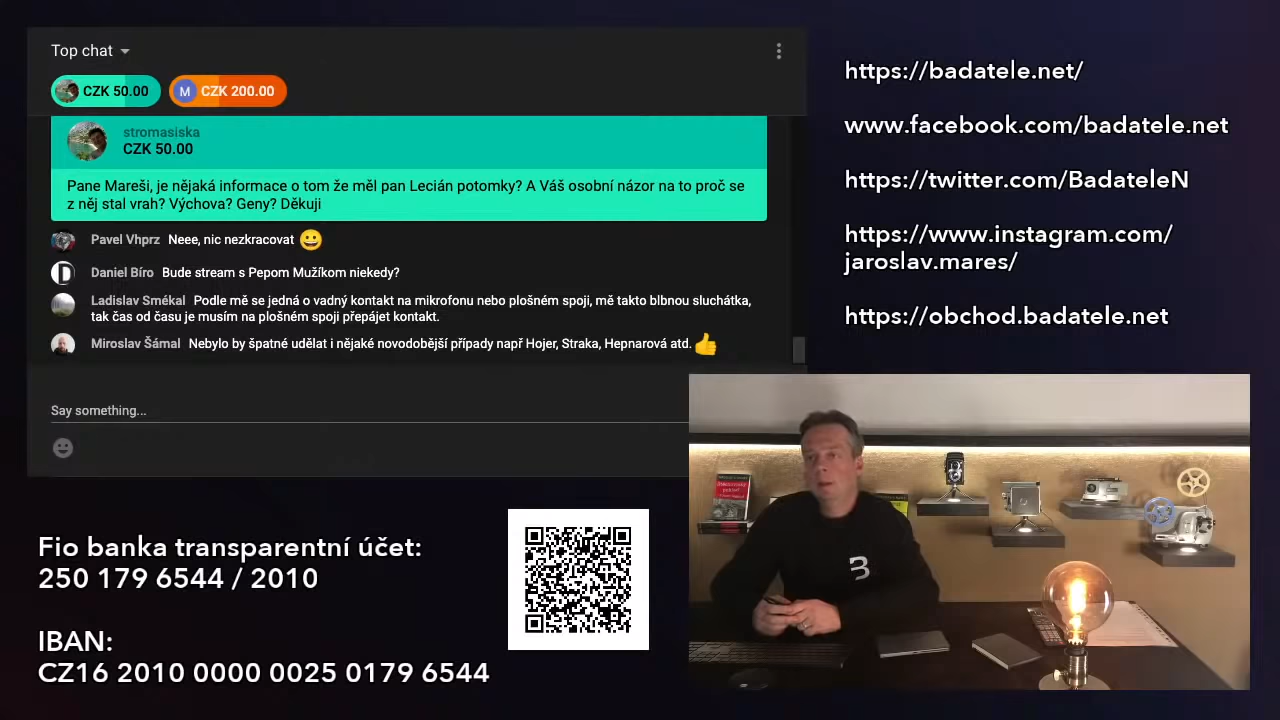 Top chat
CZK 50.00
M CZK 200.00
stromasiska
CZK 50.00
Pane Mareši, je nějaká informace o tom že měl pan Lecián potomky? A Váš osobní názor na to proč se
z něj stal vrah? Výchova? Geny? Děkuji
Pavel Vhprz Neee, nic nezkracovat
Daniel Bíro Bude stream s Pepom Mužíkom niekedy?
Ladislav Smékal Podle mě se jedná o vadný kontakt na mikrofonu nebo plošném spoji, mě takto blbnou sluchátka,
tak čas od času je musím na plošném spoji přepájet kontakt.
Miroslav Šámal Nebylo by špatné udělat i nějaké novodobější případy např Hojer, Straka, Hepnarová atd.
Say something...
https://badatele.net/
www.facebook.com/badatele.net
https://twitter.com/BadateleN
https://www.instagram.com/
jaroslav.mares/
https://obchod.badatele.net
Fio banka transparentní účet:
250 179 6544 / 2010
IBAN:
CZ16 2010 0000 0025 0179 6544